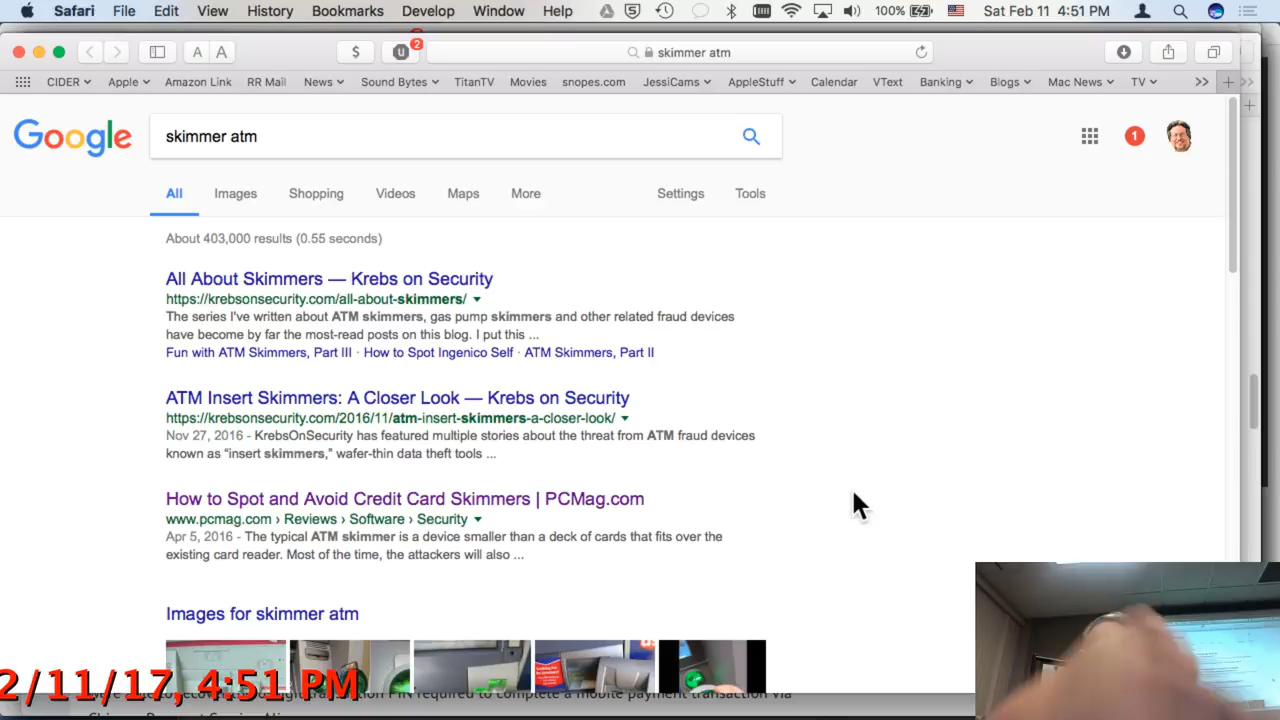 Safari File Edit View History Bookmarks Develop Window Help 100% Sat Feb 11 4:51 PM
A A $ u 2 skimmer atm
CIDER Apple Amazon Link RR Mail News Sound Bytes TitanTV Movies snopes.com JessiCams AppleStuff Calendar VText Banking Blogs Mac News TV >> +
Google skimmer atm 1
All Images Shopping Videos Maps More Settings Tools
About 403,000 results (0.55 seconds)
All About Skimmers — Krebs on Security
https://krebsonsecurity.com/all-about-skimmers/
The series I've written about ATM skimmers, gas pump skimmers and other related fraud devices
have become by far the most-read posts on this blog. I put this ...
Fun with ATM Skimmers, Part III · How to Spot Ingenico Self · ATM Skimmers, Part II
ATM Insert Skimmers: A Closer Look — Krebs on Security
https://krebsonsecurity.com/2016/11/atm-insert-skimmers-a-closer-look/
Nov 27, 2016 - KrebsOnSecurity has featured multiple stories about the threat from ATM fraud devices
known as “insert skimmers,” wafer-thin data theft tools ...
How to Spot and Avoid Credit Card Skimmers | PCMag.com
www.pcmag.com › Reviews › Software › Security
Apr 5, 2016 - The typical ATM skimmer is a device smaller than a deck of cards that fits over the
existing card reader. Most of the time, the attackers will also ...
Images for skimmer atm
2/11/17, 4:51 PM
required to complete a mobile payment transaction via